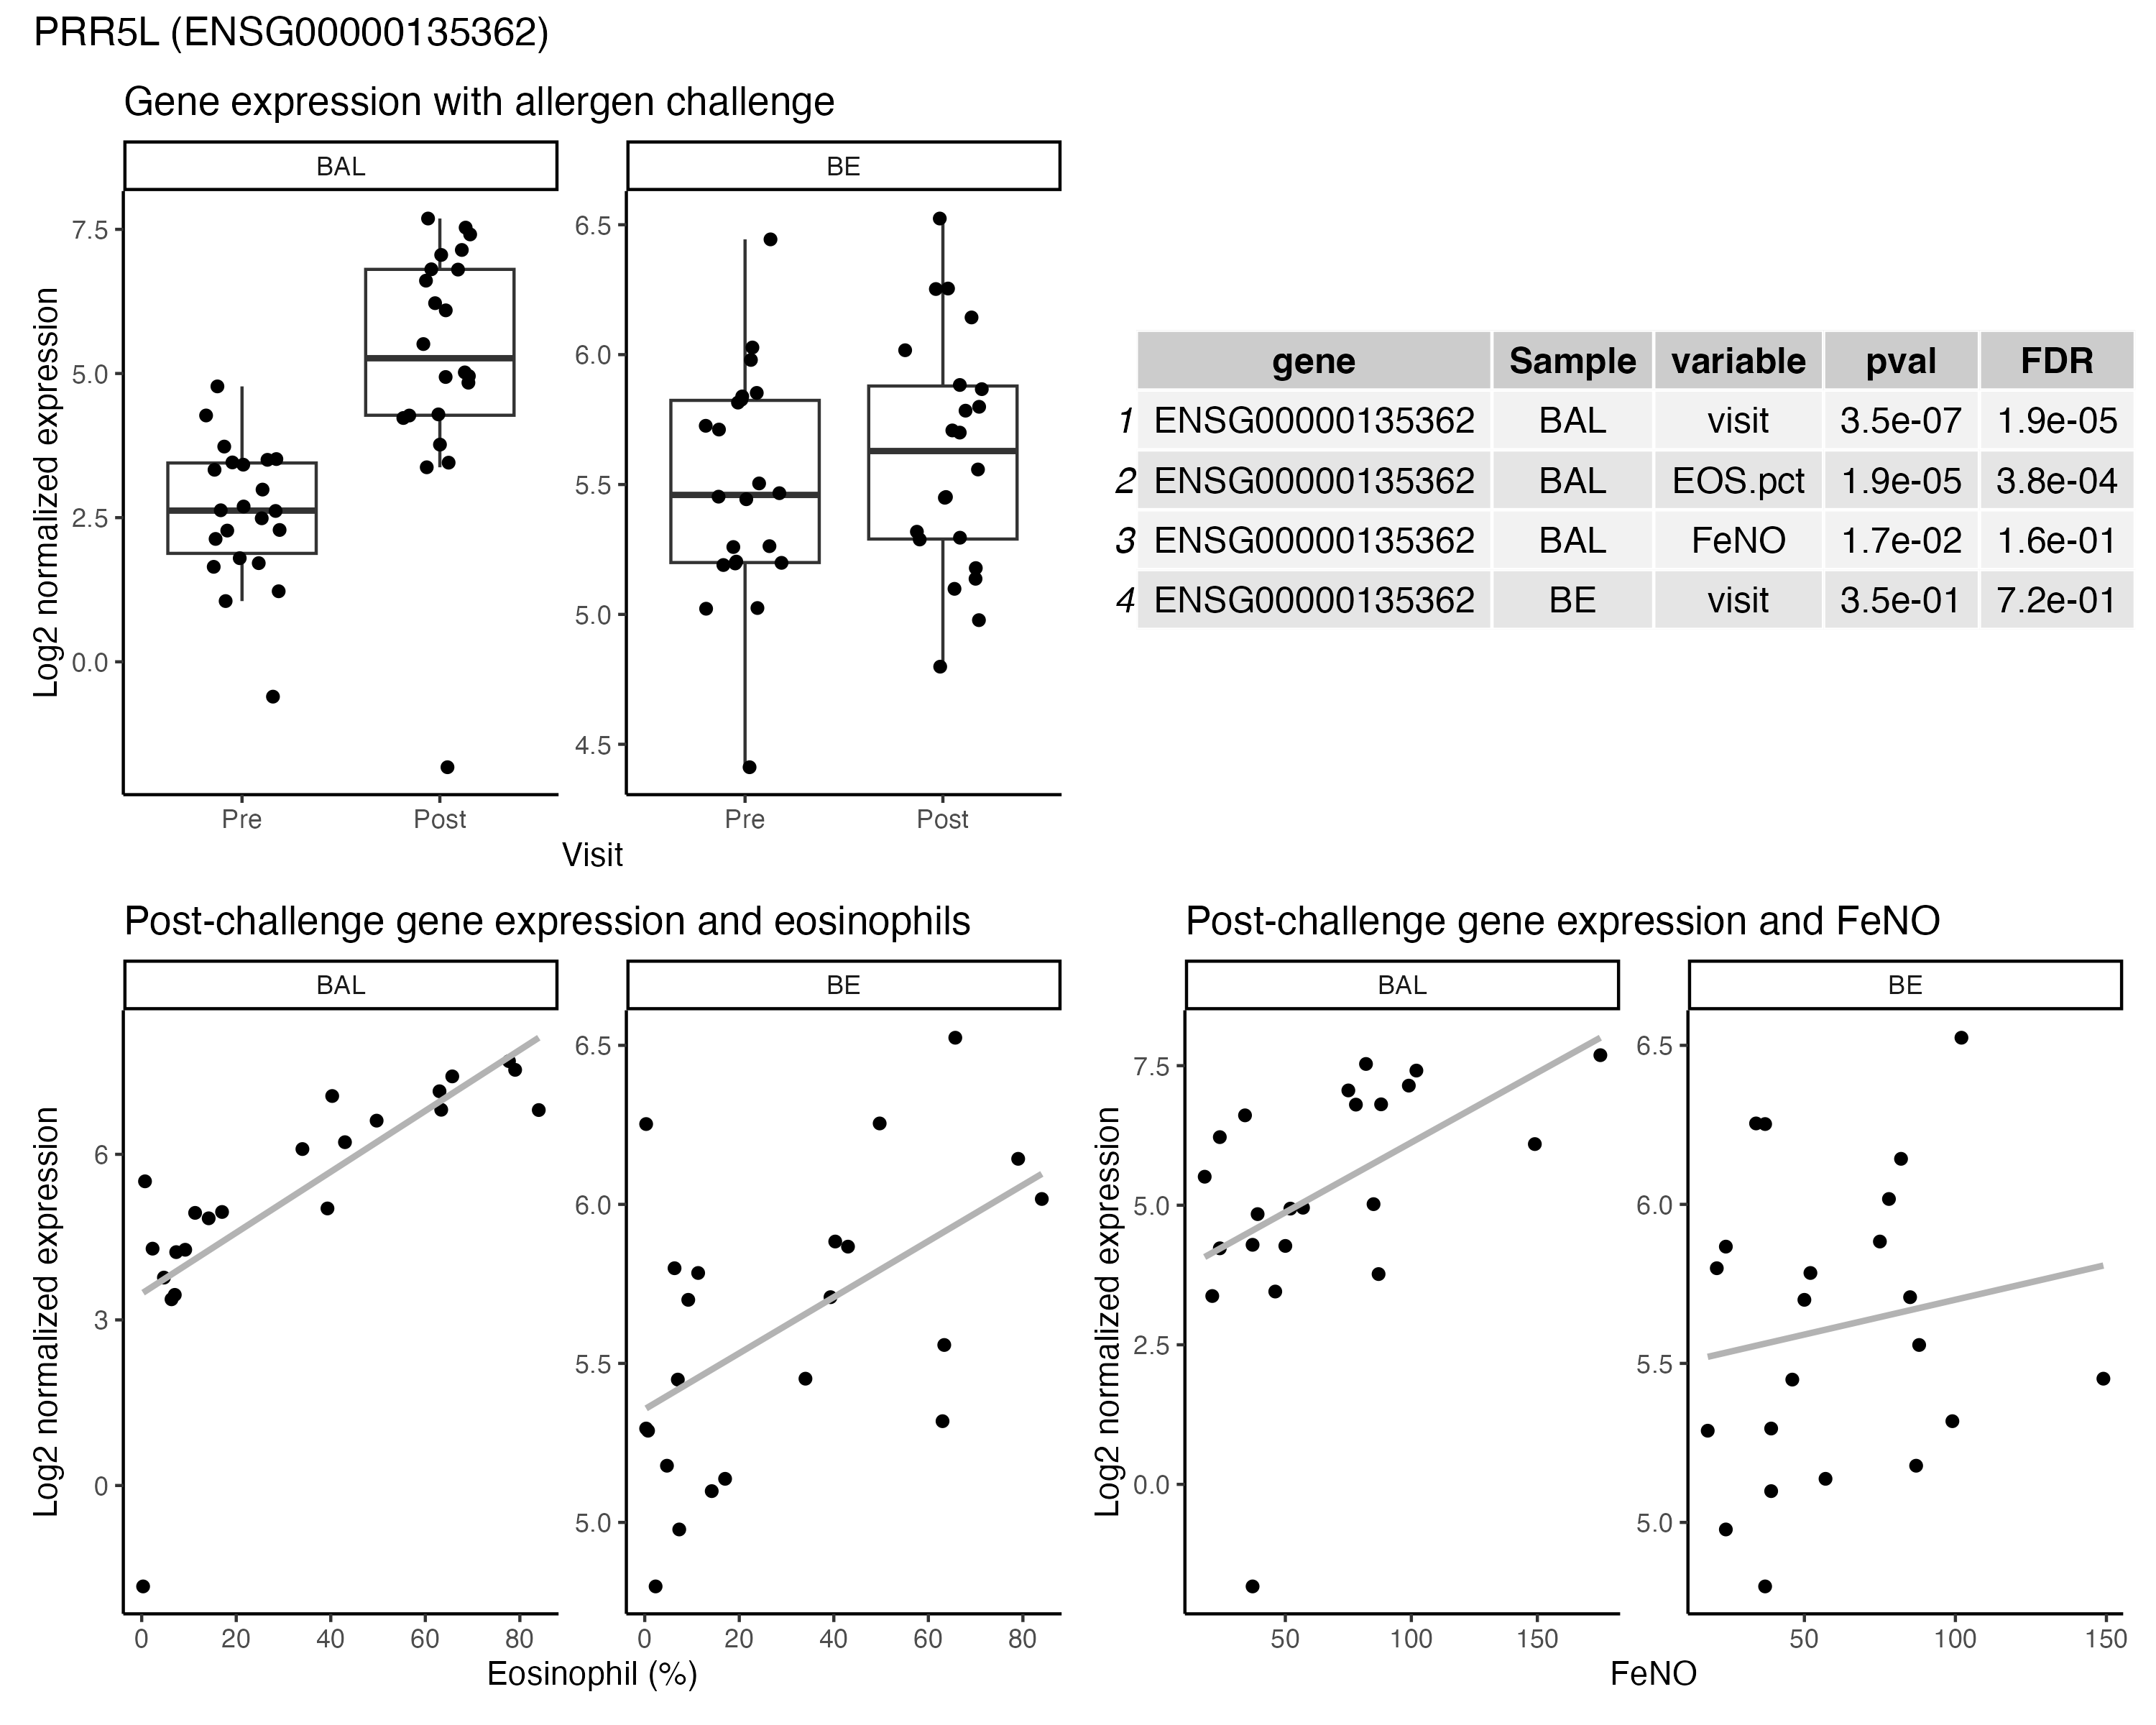 PRR5L (ENSG00000135362)
Gene expression with allergen challenge
BAL
BE
Log2 normalized expression
7.5
5.0
2.5
0.0
6.5
6.0
5.5
5.0
4.5
Pre
Post
Pre
Post
Visit
gene Sample variable pval FDR
1 ENSG00000135362 BAL visit 3.5e-07 1.9e-05
2 ENSG00000135362 BAL EOS.pct 1.9e-05 3.8e-04
3 ENSG00000135362 BAL FeNO 1.7e-02 1.6e-01
4 ENSG00000135362 BE visit 3.5e-01 7.2e-01
Post-challenge gene expression and eosinophils
BAL
BE
Log2 normalized expression
6
3
0
6.5
6.0
5.5
5.0
0 20 40 60 80
0 20 40 60 80
Eosinophil (%)
Post-challenge gene expression and FeNO
BAL
BE
Log2 normalized expression
7.5
5.0
2.5
0.0
6.5
6.0
5.5
5.0
50 100 150
50 100 150
FeNO